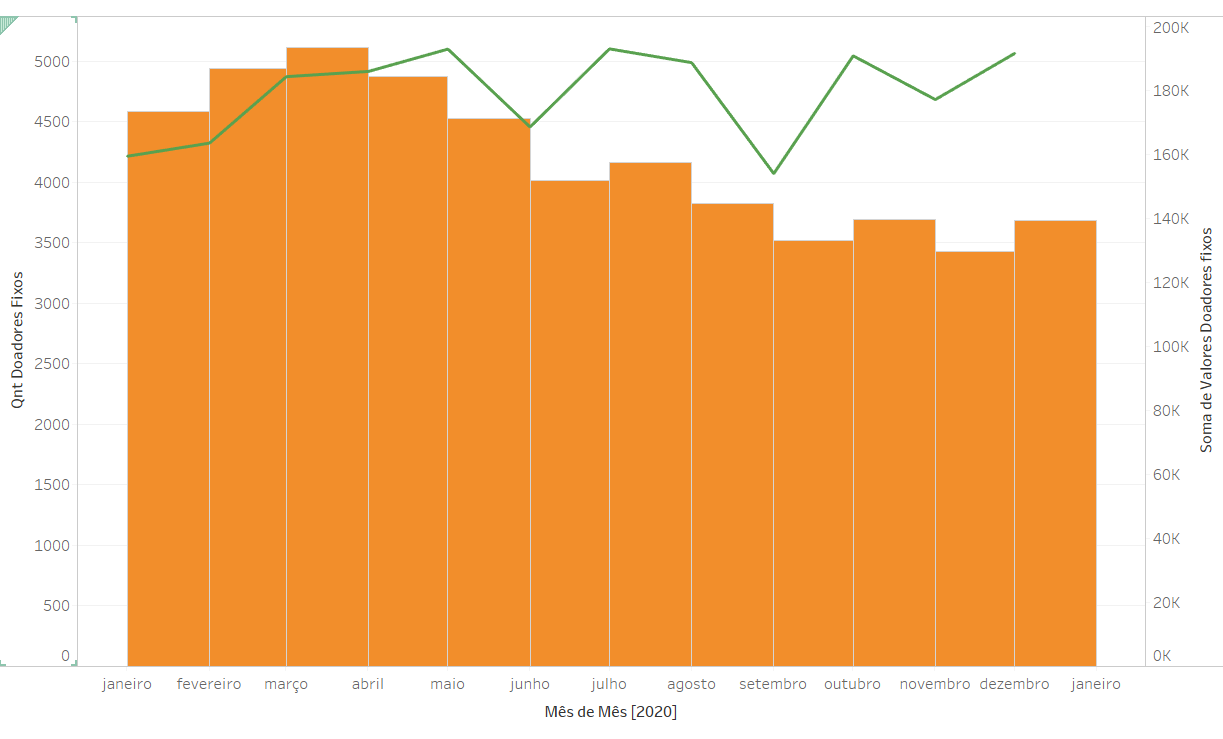 Qnt Doadores Fixos
5000
4500
4000
3500
3000
2500
2000
1500
1000
500
0
200K
180K
160K
140K
120K
100K
80K
60K
40K
20K
0K
Soma de Valores Doadores fixos
janeiro fevereiro março abril maio junho julho agosto setembro outubro novembro dezembro janeiro
Mês de Mês [2020]